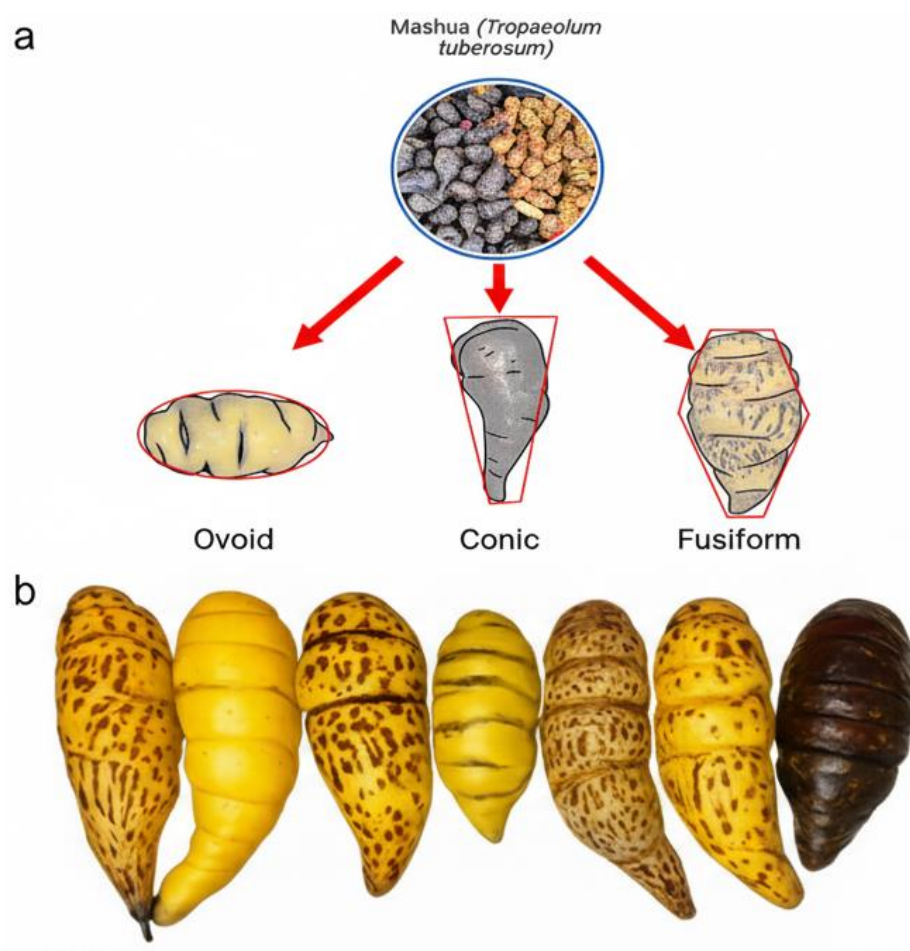 a
Mashua (Tropaeolum
tuberosum)
Ovoid
Conic
Fusiform
b